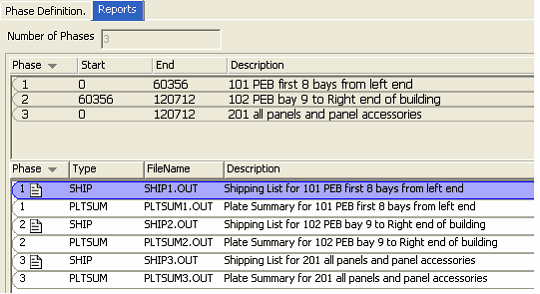 Phase Definition. Reports
Number of Phases 3
Phase Start End Description
1 0 60356 101 PEB first 8 bays from left end
2 60356 120712 102 PEB bay 9 to Right end of building
3 0 120712 201 all panels and panel accessories
Phase Type FileName Description
1 SHIP SHIP1.OUT Shipping List for 101 PEB first 8 bays from left end
1 PLTSUM PLTSUM1.OUT Plate Summary for 101 PEB first 8 bays from left end
2 SHIP SHIP2.OUT Shipping List for 102 PEB bay 9 to Right end of building
2 PLTSUM PLTSUM2.OUT Plate Summary for 102 PEB bay 9 to Right end of building
3 SHIP SHIP3.OUT Shipping List for 201 all panels and panel accessories
3 PLTSUM PLTSUM3.OUT Plate Summary for 201 all panels and panel accessories